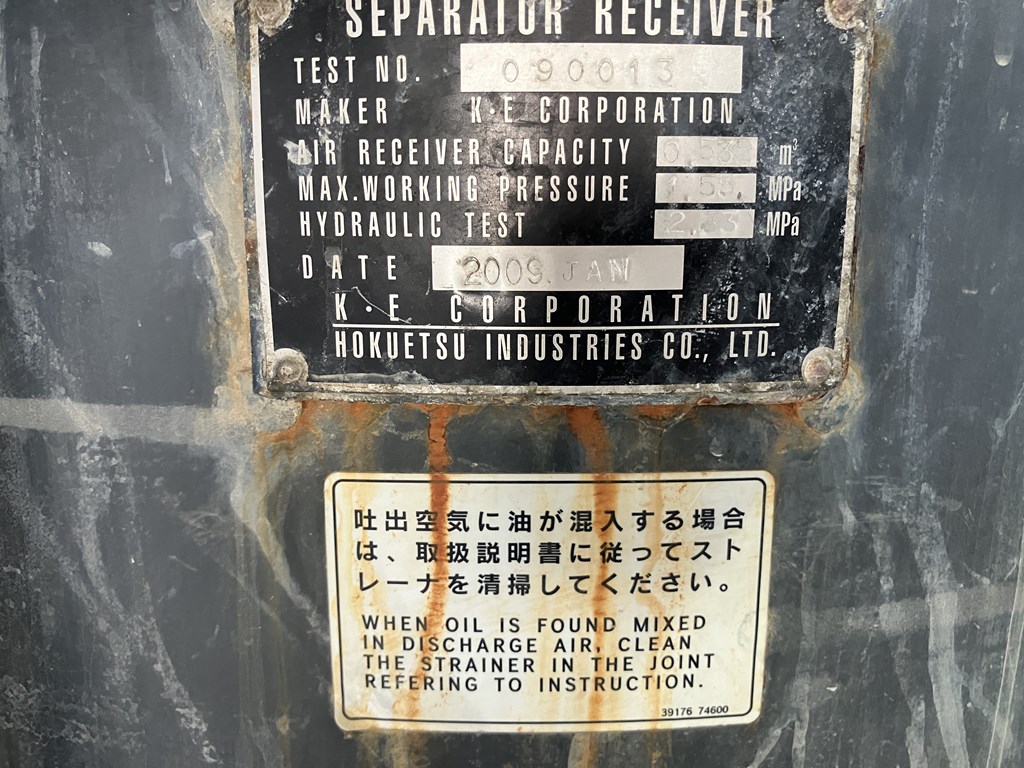 SEPARATOR RECEIVER
TEST NO. 090013
MAKER K·E CORPORATION
AIR RECEIVER CAPACITY m³
MAX.WORKING PRESSURE MPa
HYDRAULIC TEST MPa
DATE 2009. JAN
K·E CORPORATION
HOKUETSU INDUSTRIES CO., LTD.
吐出空気に油が混入する場合
は、取扱説明書に従ってスト
レーナを清掃してください。
WHEN OIL IS FOUND MIXED
IN DISCHARGE AIR, CLEAN
THE STRAINER IN THE JOINT
REFERING TO INSTRUCTION.
39176 74600